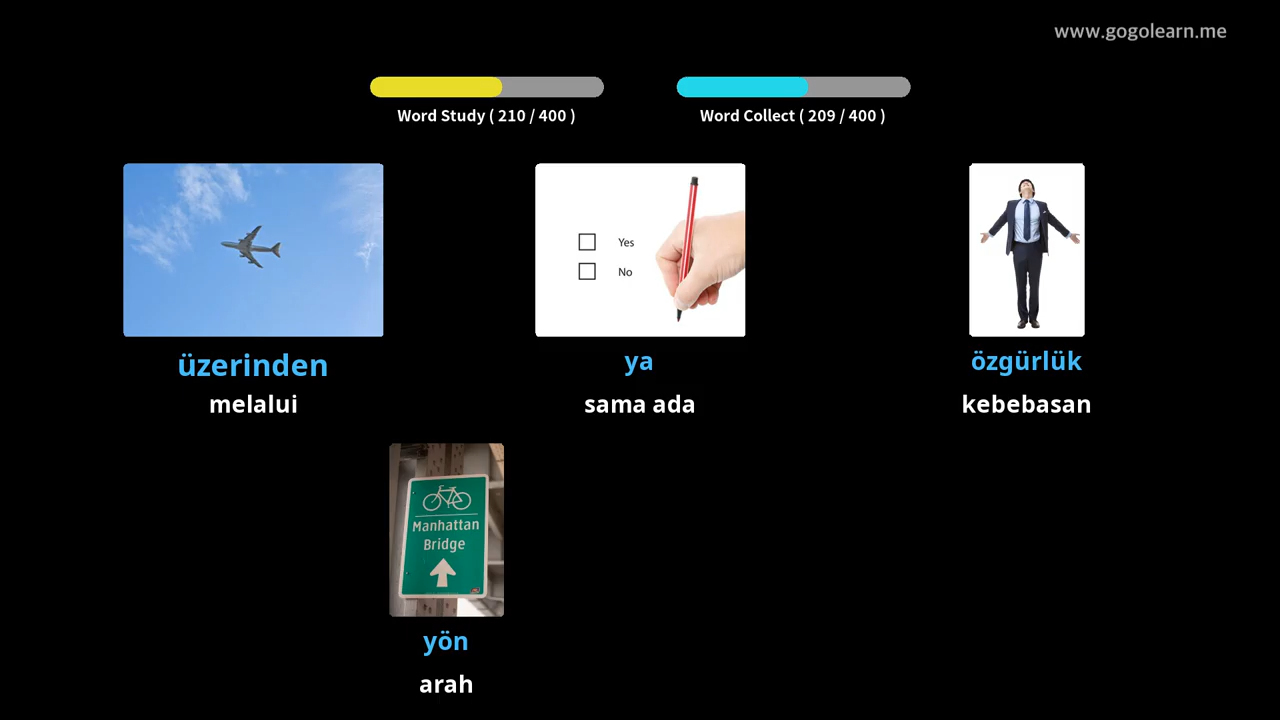 www.gogolearn.me
Word Study ( 210 / 400 )
Word Collect ( 209 / 400 )
Yes
No
üzerinden
ya
özgürlük
melalui
sama ada
kebebasan
Manhattan
Bridge
yön
arah